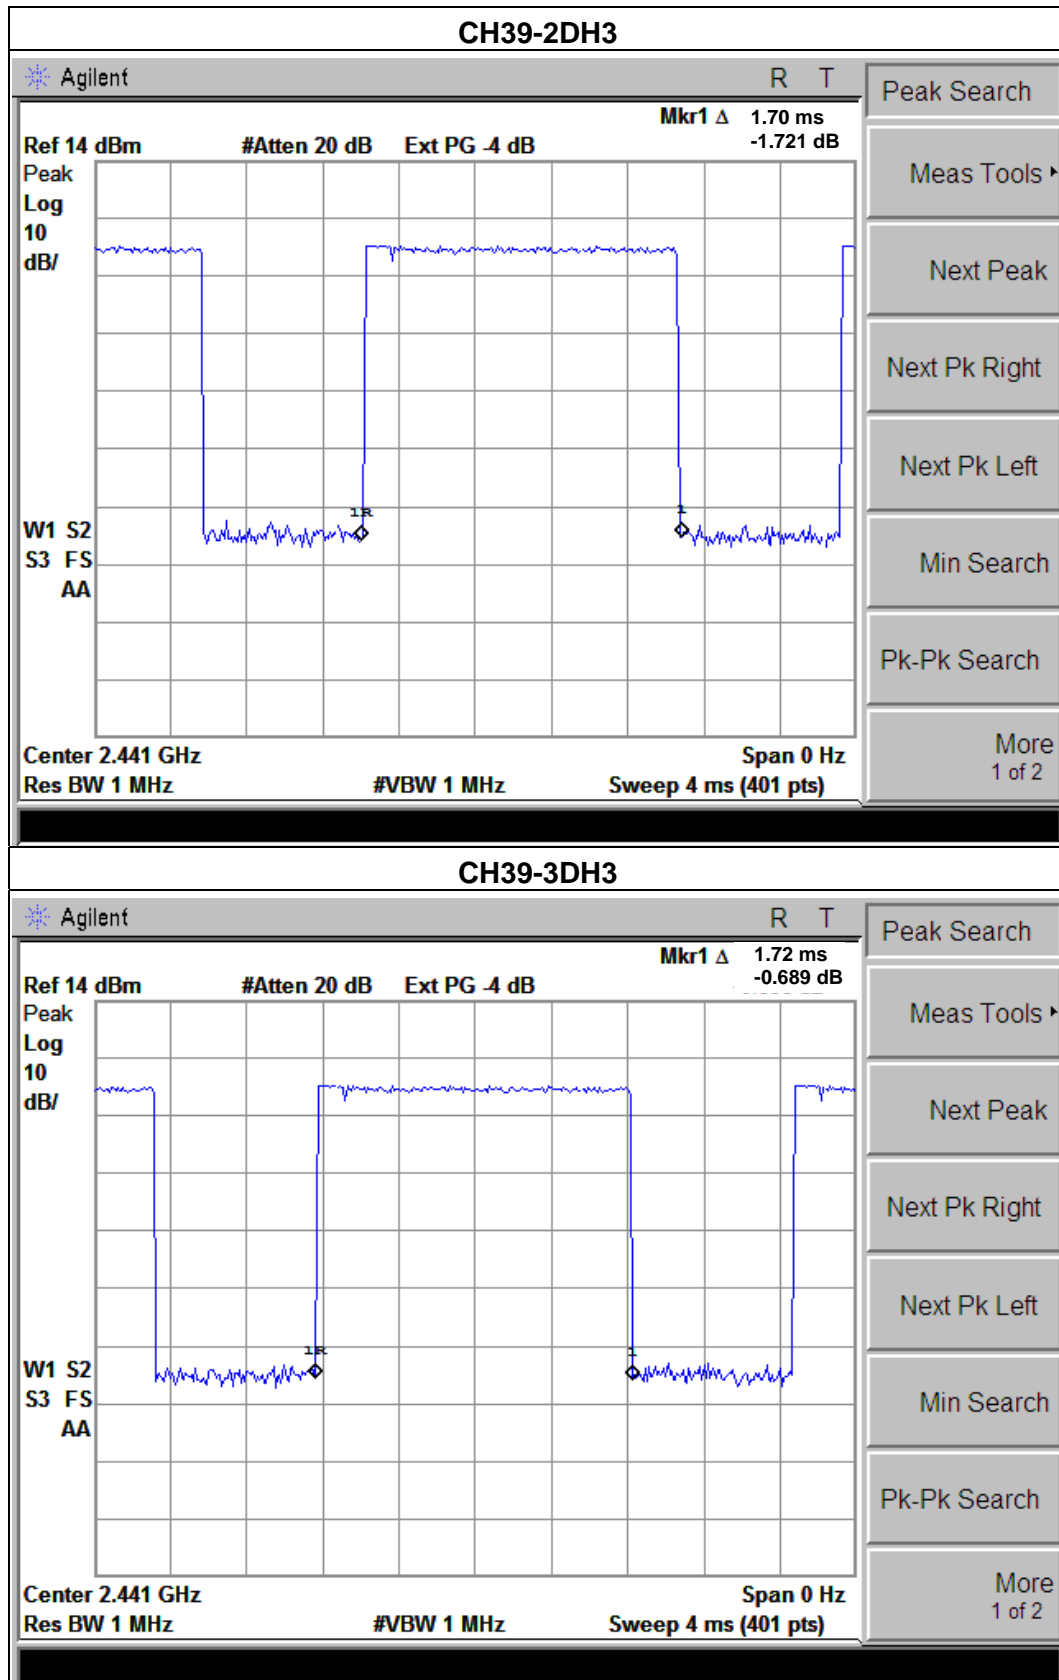 CH39-2DH3
Agilent R T
Peak Search
Mkr1 Δ 1.70 ms
Ref 14 dBm #Atten 20 dB Ext PG -4 dB -1.721 dB
Peak
Log
10
dB/
Meas Tools
Next Peak
Next Pk Right
Next Pk Left
1R
1
W1 S2
S3 FS
AA
Min Search
Pk-Pk Search
Center 2.441 GHz Span 0 Hz
Res BW 1 MHz #VBW 1 MHz Sweep 4 ms (401 pts)
More
1 of 2
CH39-3DH3
Agilent R T
Peak Search
Mkr1 Δ 1.72 ms
Ref 14 dBm #Atten 20 dB Ext PG -4 dB -0.689 dB
Peak
Log
10
dB/
Meas Tools
Next Peak
Next Pk Right
Next Pk Left
1R
1
W1 S2
S3 FS
AA
Min Search
Pk-Pk Search
Center 2.441 GHz Span 0 Hz
Res BW 1 MHz #VBW 1 MHz Sweep 4 ms (401 pts)
More
1 of 2